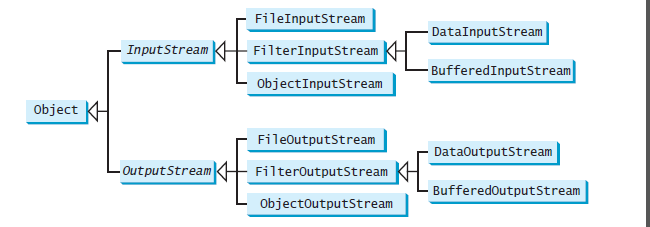 FileInputStream
InputStream
FilterInputStream
DataInputStream
BufferedInputStream
ObjectInputStream
Object
FileOutputStream
OutputStream
FilterOutputStream
DataOutputStream
BufferedOutputStream
ObjectOutputStream